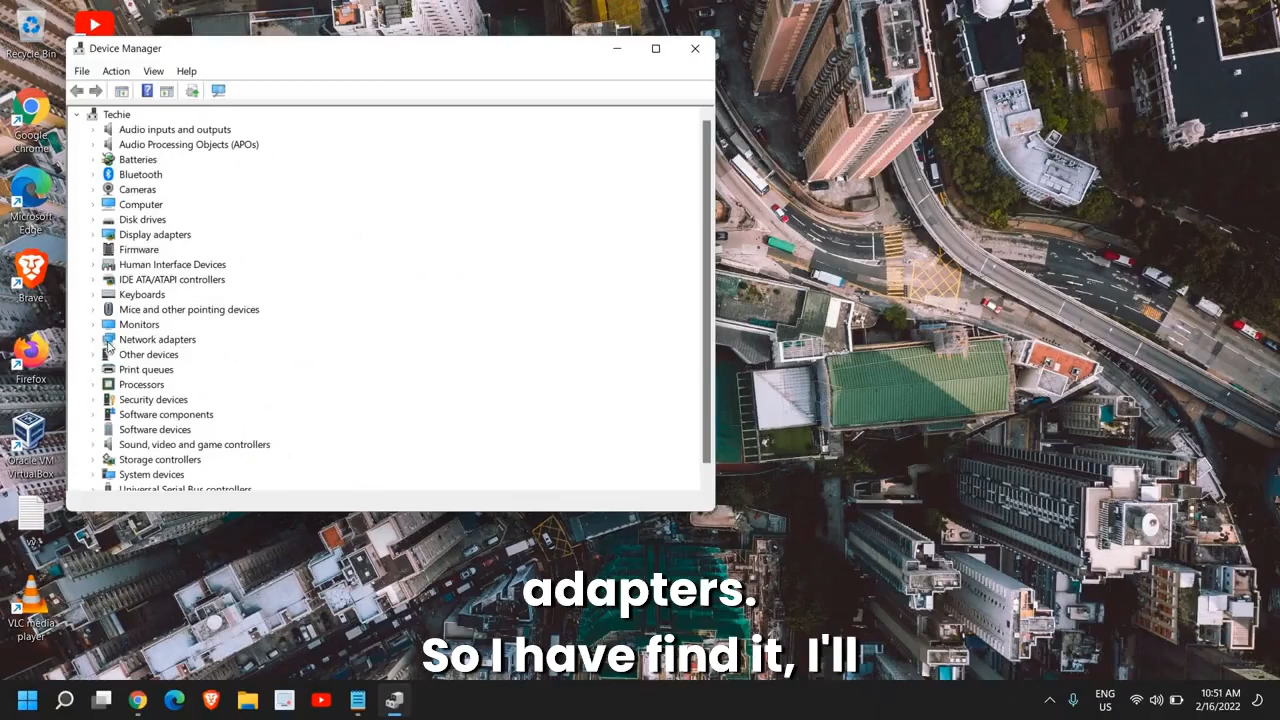 Recycle Bin
Google
Chrome
Microsoft
Edge
Brave
Firefox
Oracle VM
VirtualBox
VLC media
player
Device Manager
File Action View Help
Techie
Audio inputs and outputs
Audio Processing Objects (APOs)
Batteries
Bluetooth
Cameras
Computer
Disk drives
Display adapters
Firmware
Human Interface Devices
IDE ATA/ATAPI controllers
Keyboards
Mice and other pointing devices
Monitors
Network adapters
Other devices
Print queues
Processors
Security devices
Software components
Software devices
Sound, video and game controllers
Storage controllers
System devices
Universal Serial Bus controllers
adapters.
So I have find it, I'll
ENG
US
10:51 AM
2/16/2022